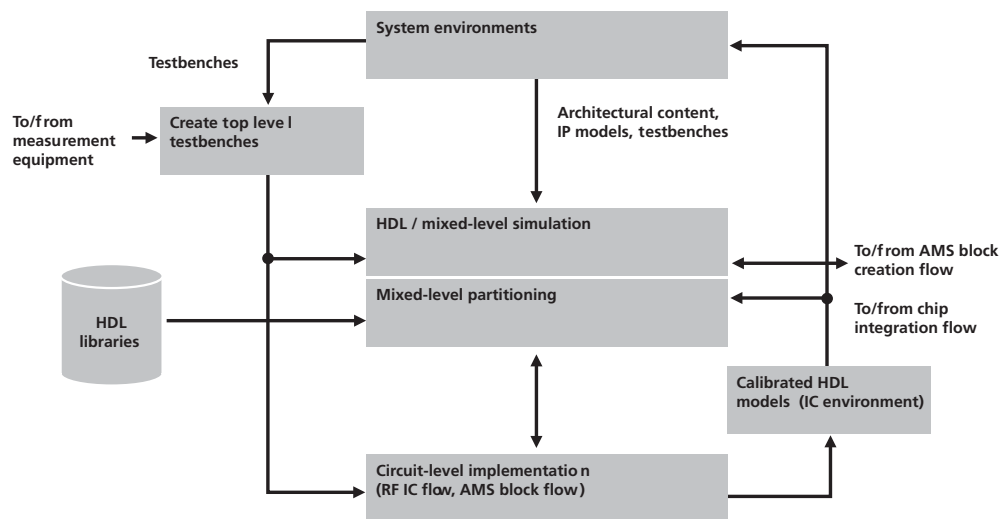 System environments
Testbenches
To/from
measurement
equipment
Create top level
testbenches
Architectural content,
IP models, testbenches
HDL / mixed-level simulation
To/from AMS block
creation flow
Mixed-level partitioning
To/from chip
integration flow
HDL
libraries
Calibrated HDL
models (IC environment)
Circuit-level implementation
(RF IC flow, AMS block flow)